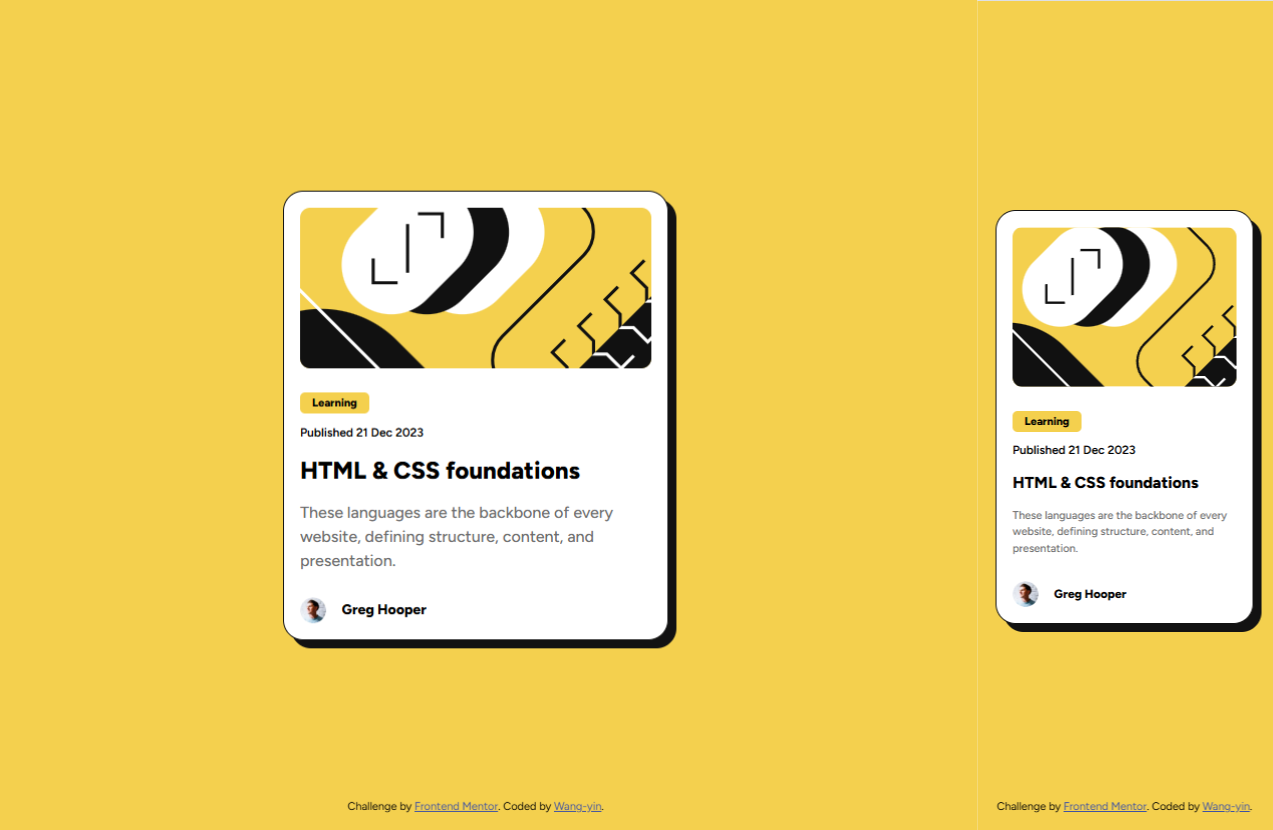 Learning
Published 21 Dec 2023
HTML & CSS foundations
These languages are the backbone of every
website, defining structure, content, and
presentation.
Greg Hooper
Challenge by Frontend Mentor. Coded by Wang-yin.
Learning
Published 21 Dec 2023
HTML & CSS foundations
These languages are the backbone of every
website, defining structure, content, and
presentation.
Greg Hooper
Challenge by Frontend Mentor. Coded by Wang-yin.